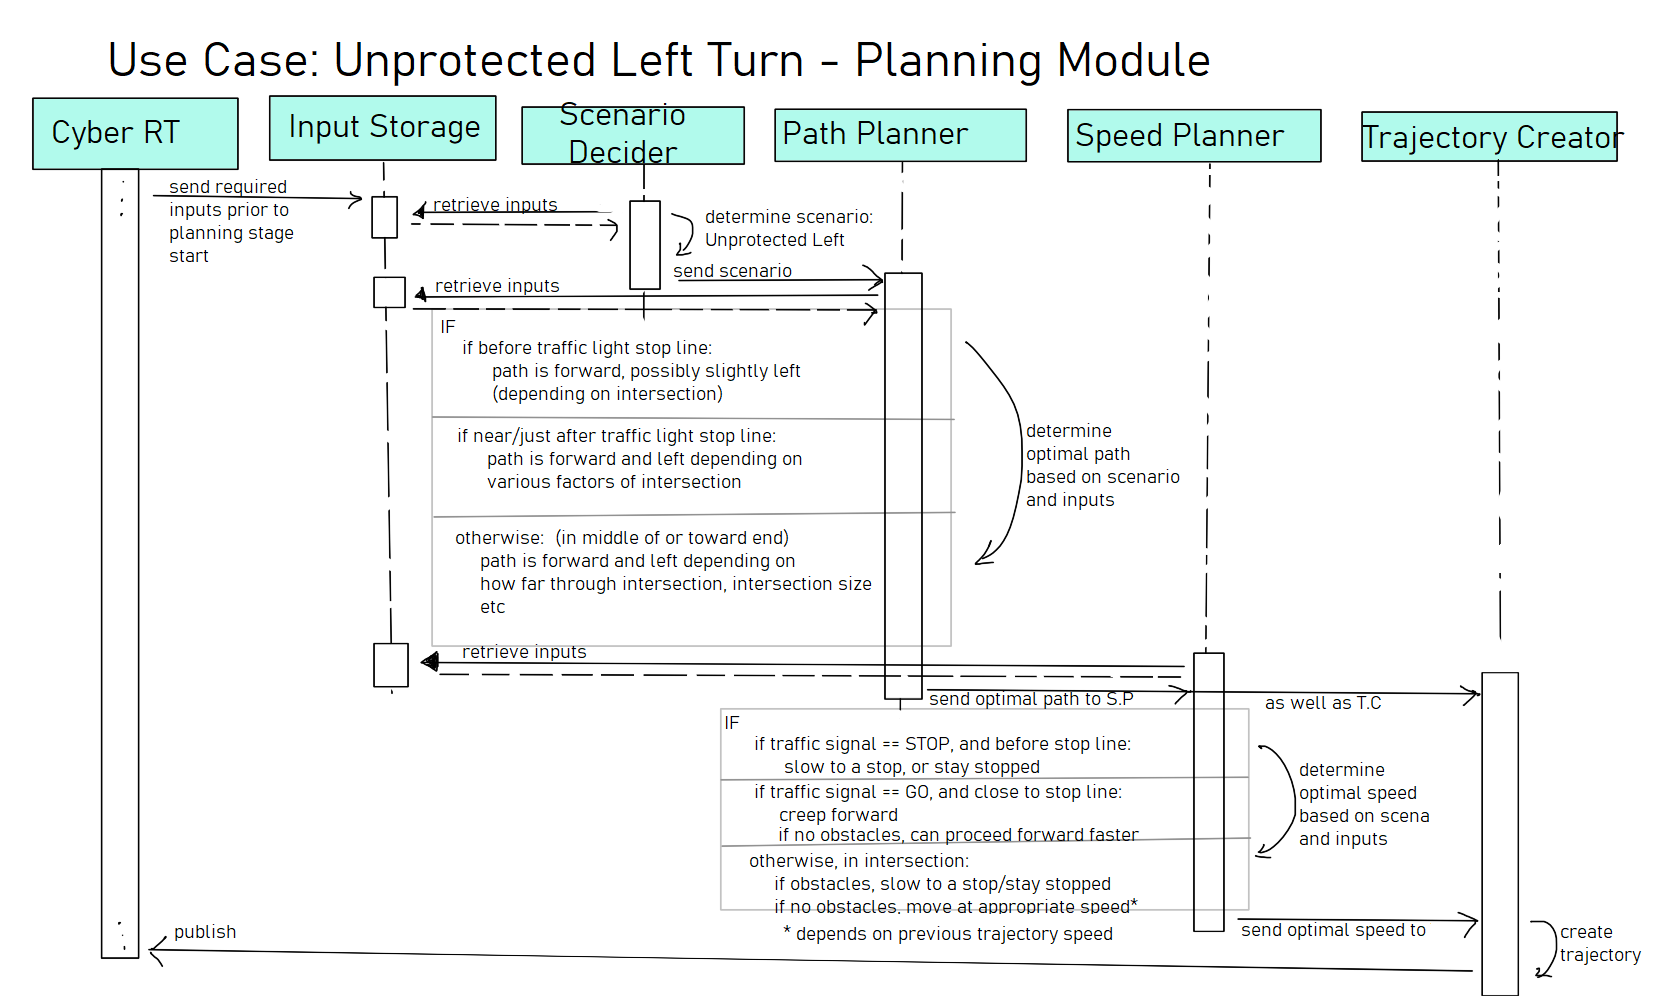 Use Case: Unprotected Left Turn - Planning Module
Cyber RT
Input Storage
Scenario
Decider
Path Planner
Speed Planner
Trajectory Creator
send required
inputs prior to
planning stage
start
retrieve inputs
determine scenario:
Unprotected Left
send scenario
retrieve inputs
IF
if before traffic light stop line:
path is forward, possibly slightly left
(depending on intersection)
if near/just after traffic light stop line:
path is forward and left depending on
various factors of intersection
otherwise: (in middle of or toward end)
path is forward and left depending on
how far through intersection, intersection size
etc
determine
optimal path
based on scenario
and inputs
retrieve inputs
send optimal path to S.P
as well as T.C
IF
if traffic signal == STOP, and before stop line:
slow to a stop, or stay stopped
if traffic signal == GO, and close to stop line:
creep forward
if no obstacles, can proceed forward faster
otherwise, in intersection:
if obstacles, slow to a stop/stay stopped
if no obstacles, move at appropriate speed*
* depends on previous trajectory speed
determine
optimal speed
based on scena
and inputs
send optimal speed to
create
trajectory
publish